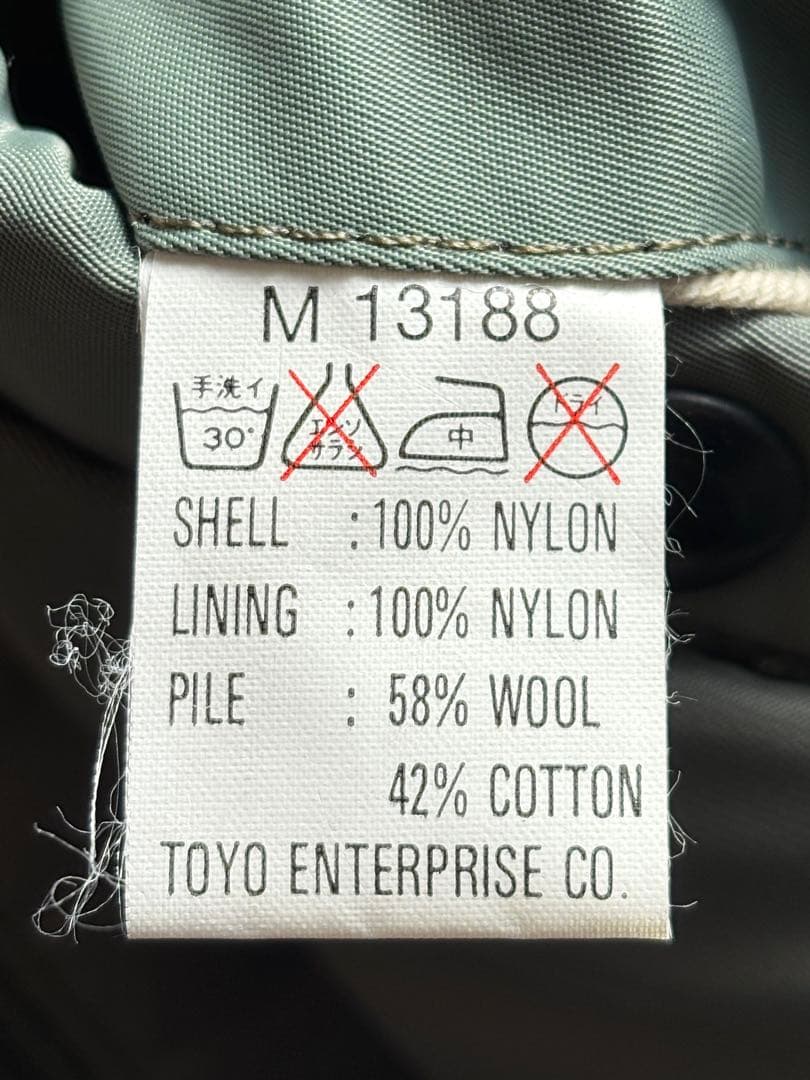 M 13188
手洗イ
30°
エンソ
サラシ
中
ドライ
SHELL : 100% NYLON
LINING : 100% NYLON
PILE : 58% WOOL
42% COTTON
TOYO ENTERPRISE CO.